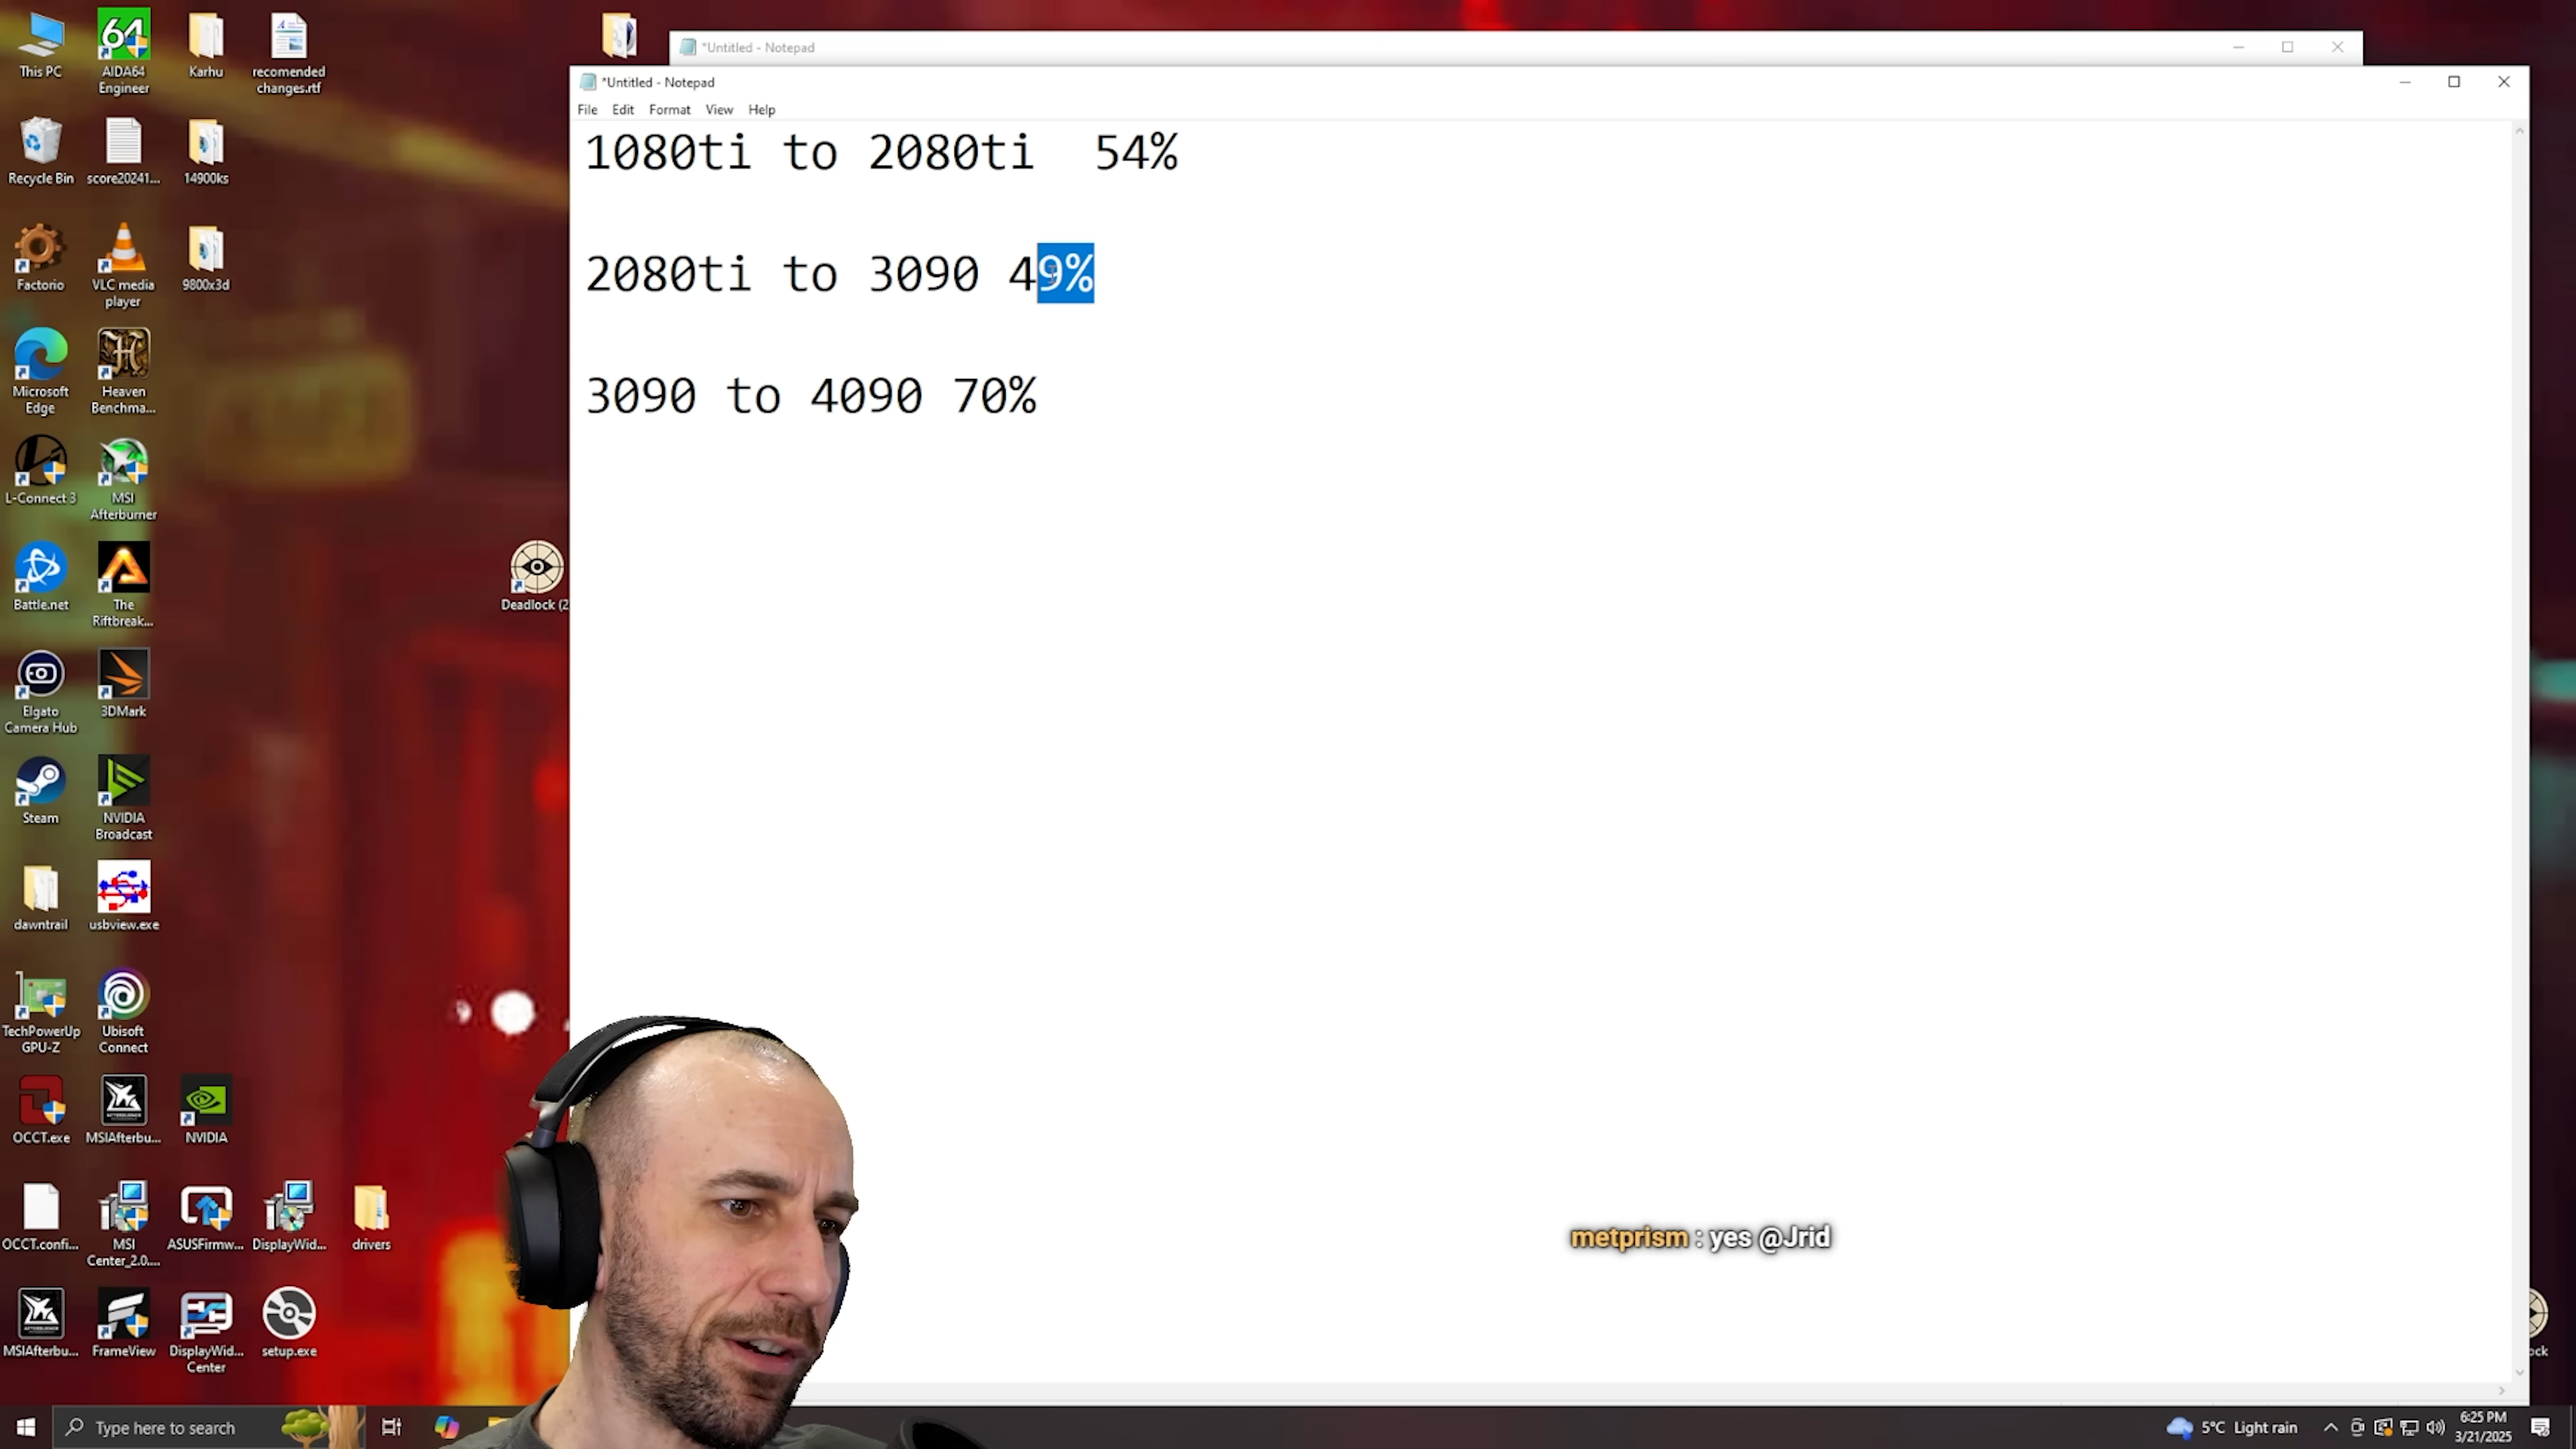 *Untitled - Notepad
*Untitled - Notepad
File Edit Format View Help
1080ti to 2080ti 54%
2080ti to 3090 49%
3090 to 4090 70%
This PC
AIDA64 Engineer
Karhu
recomended changes.rtf
Recycle Bin
score20241...
14900ks
Factorio
VLC media player
9800x3d
Microsoft Edge
Heaven Benchma...
L-Connect 3
MSI Afterburner
Battle.net
The Riftbreak...
Deadlock (2
Elgato Camera Hub
3DMark
Steam
NVIDIA Broadcast
dawntrail
usbview.exe
TechPowerUp GPU-Z
Ubisoft Connect
OCCT.exe
MSIAfterbu...
NVIDIA
OCCT.confi...
MSI Center_2.0....
ASUSFirmw...
DisplayWid...
drivers
MSIAfterbu...
FrameView
DisplayWid... Center
setup.exe
metprism : yes @Jrid
ock
Type here to search
5°C Light rain
6:25 PM
3/21/2025